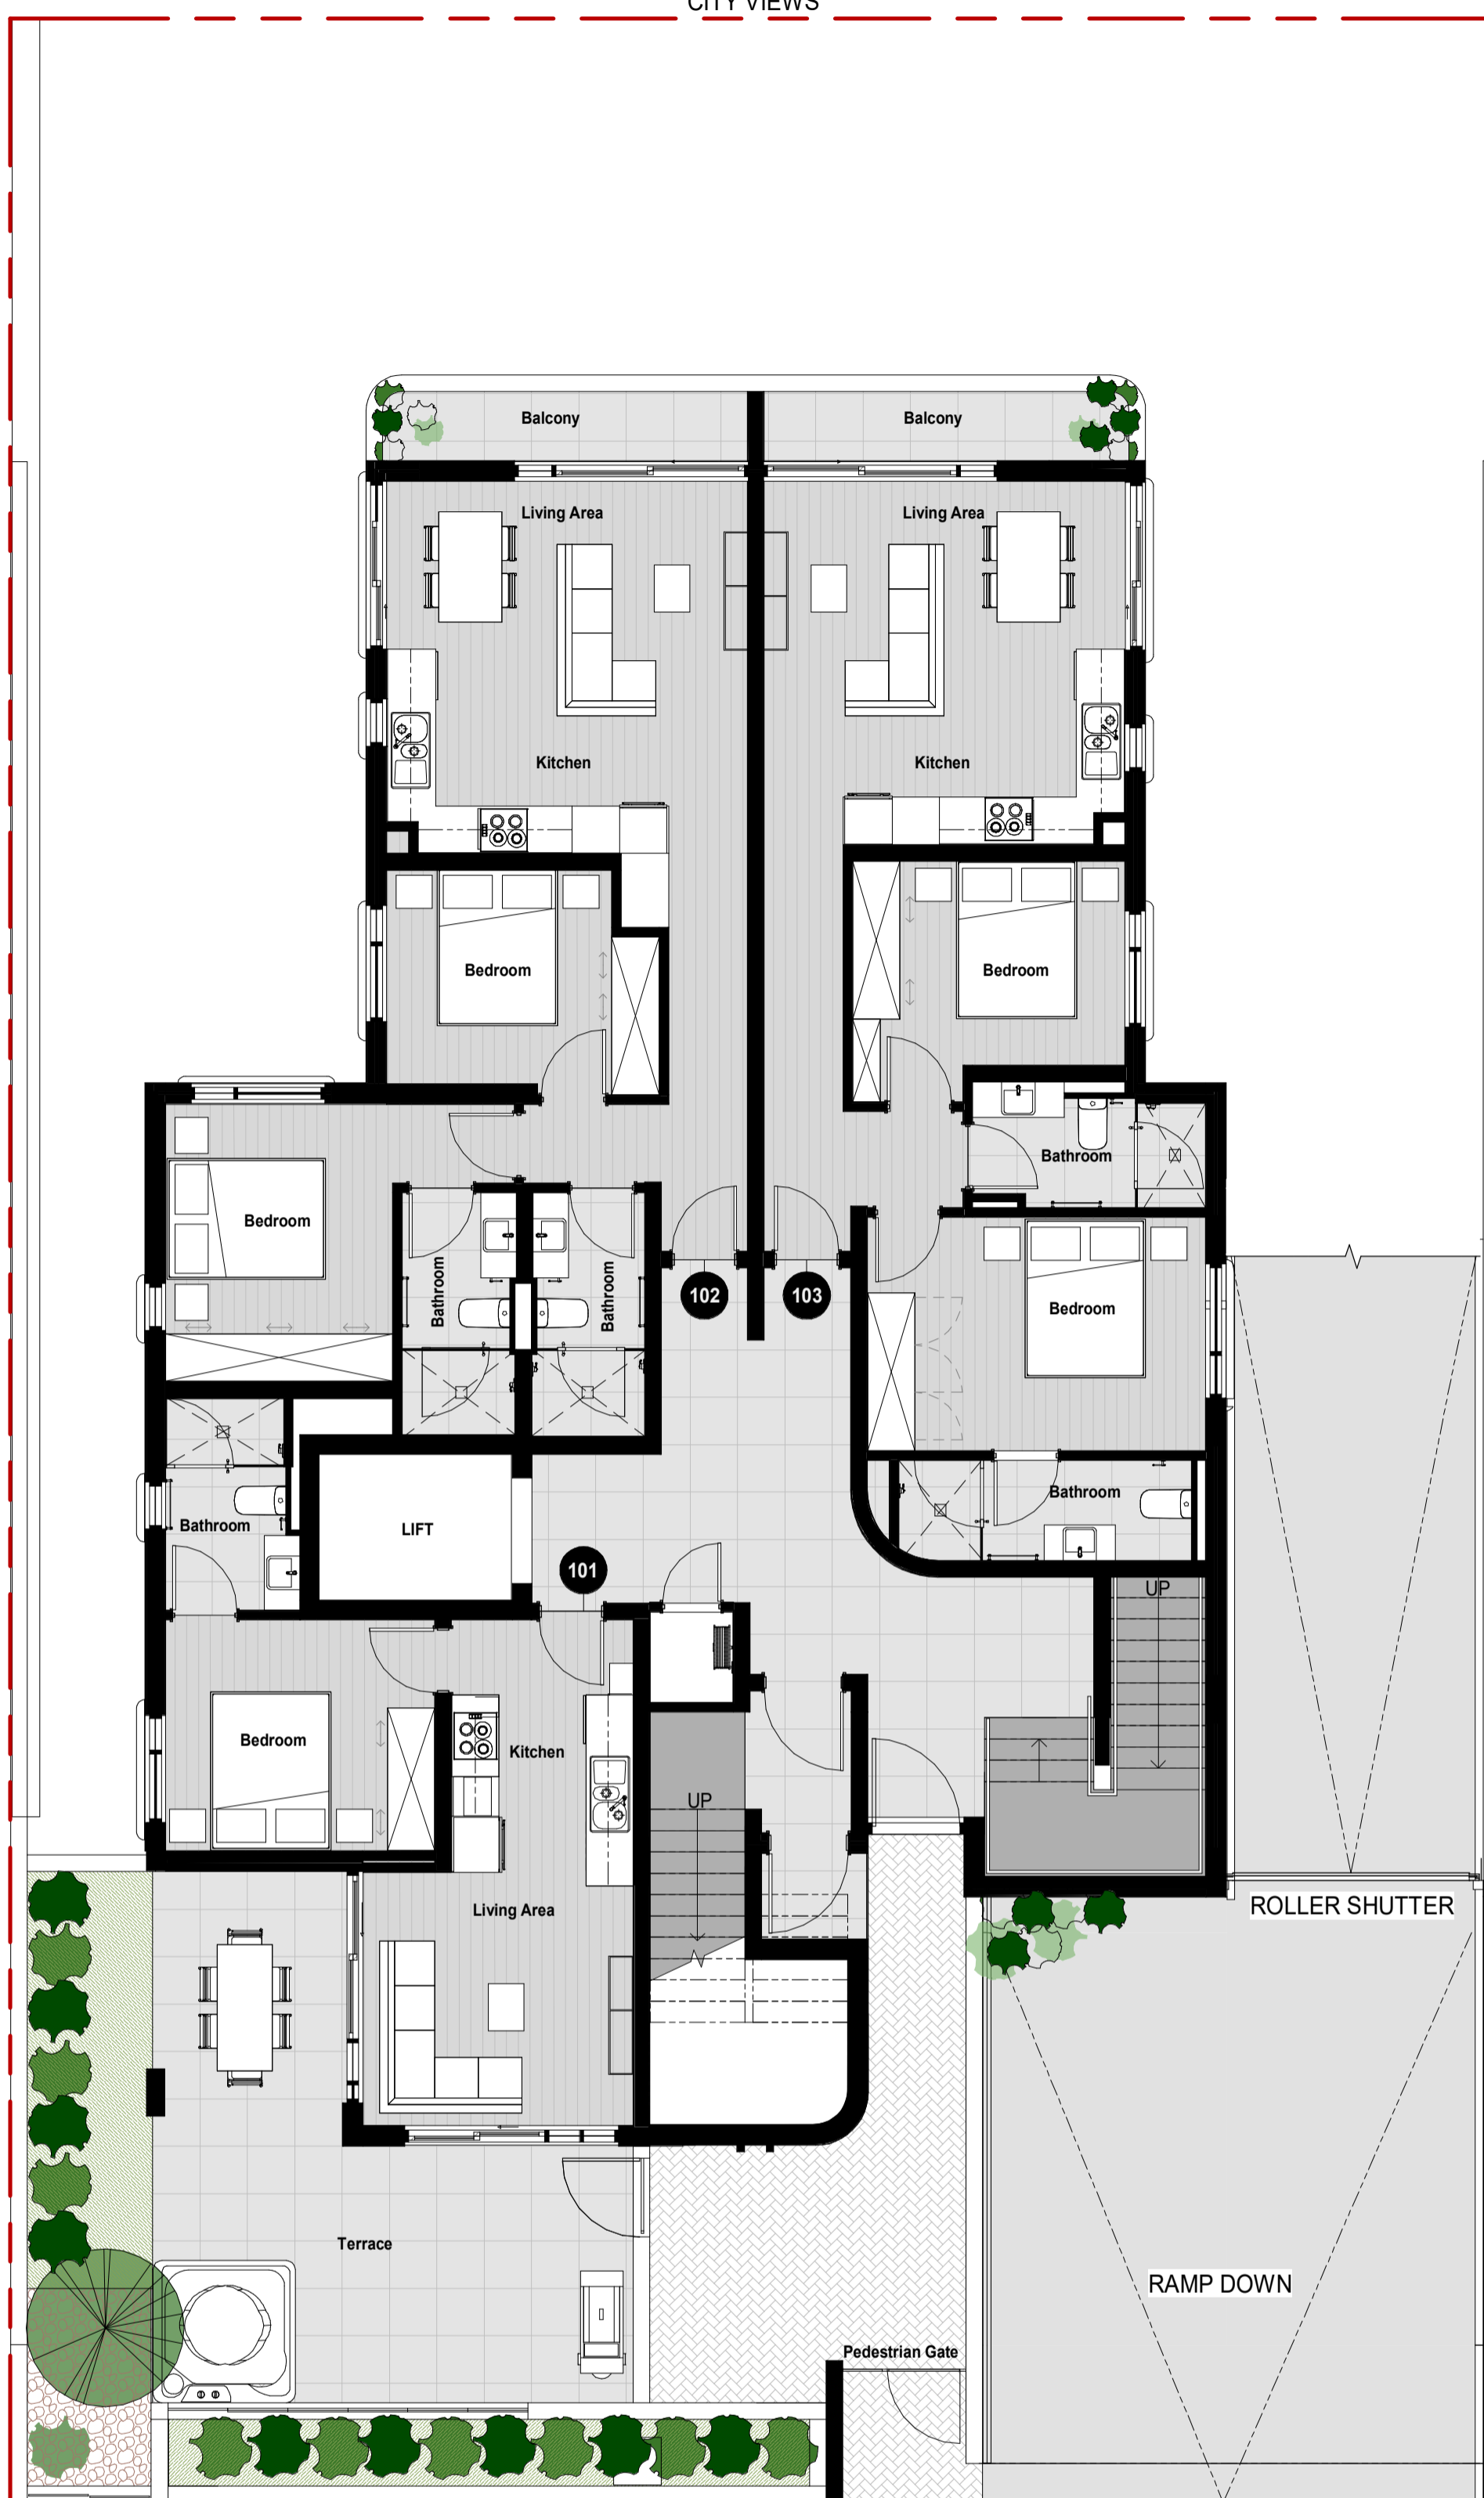 CITY VIEWS
Balcony
Balcony
Living Area
Living Area
Kitchen
Kitchen
Bedroom
Bedroom
Bathroom
Bedroom
Bathroom
Bathroom
102
103
Bedroom
Bathroom
Bathroom
LIFT
101
UP
Bedroom
Kitchen
UP
Living Area
ROLLER SHUTTER
Terrace
RAMP DOWN
Pedestrian Gate